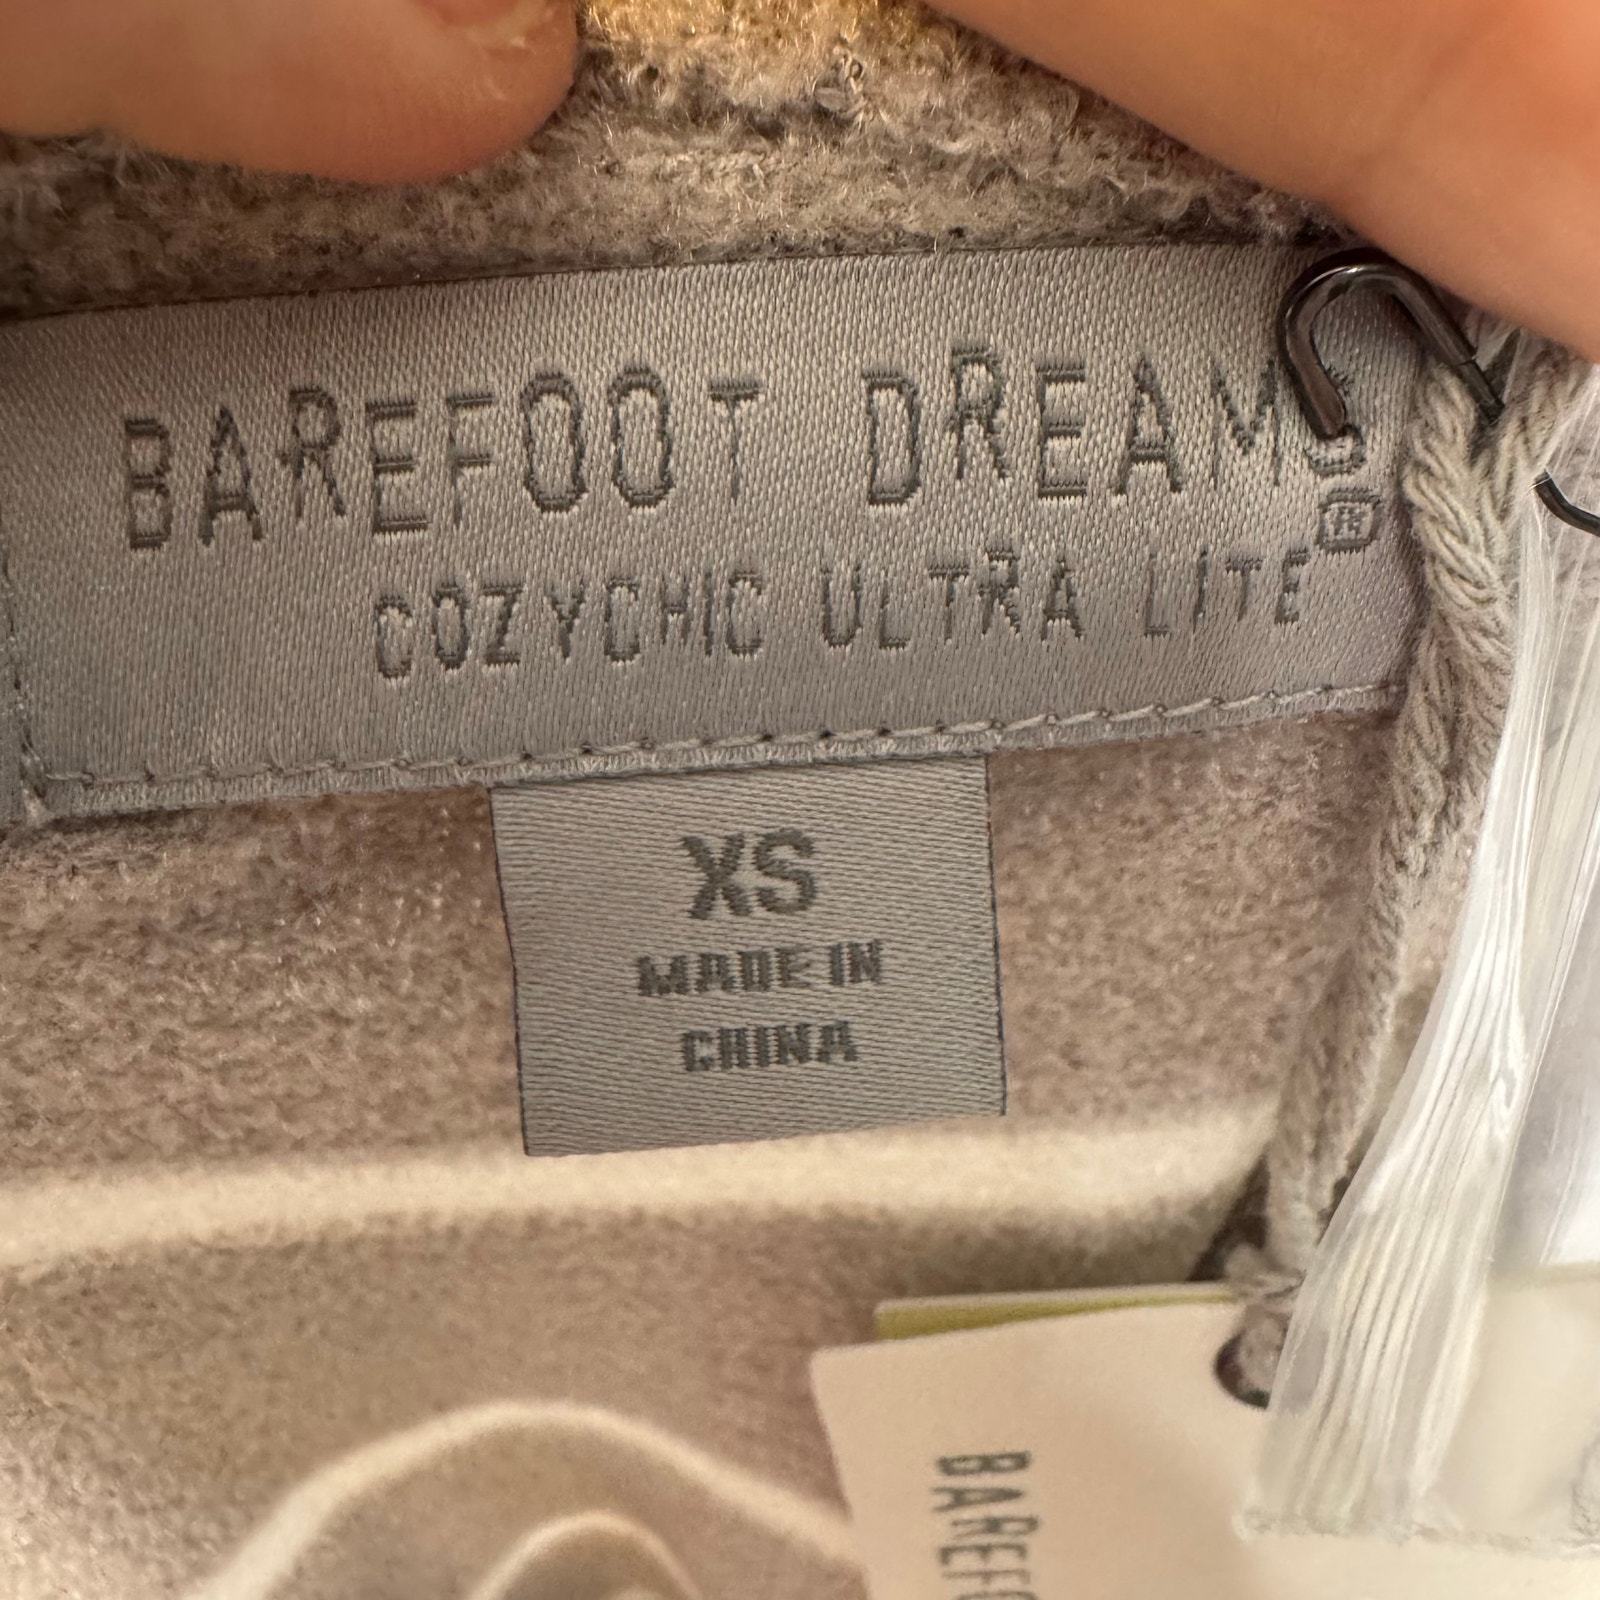 BAREFOOT DREAMS®
COZYCHIC ULTRA LITE
XS
MADE IN
CHINA
BAREFO